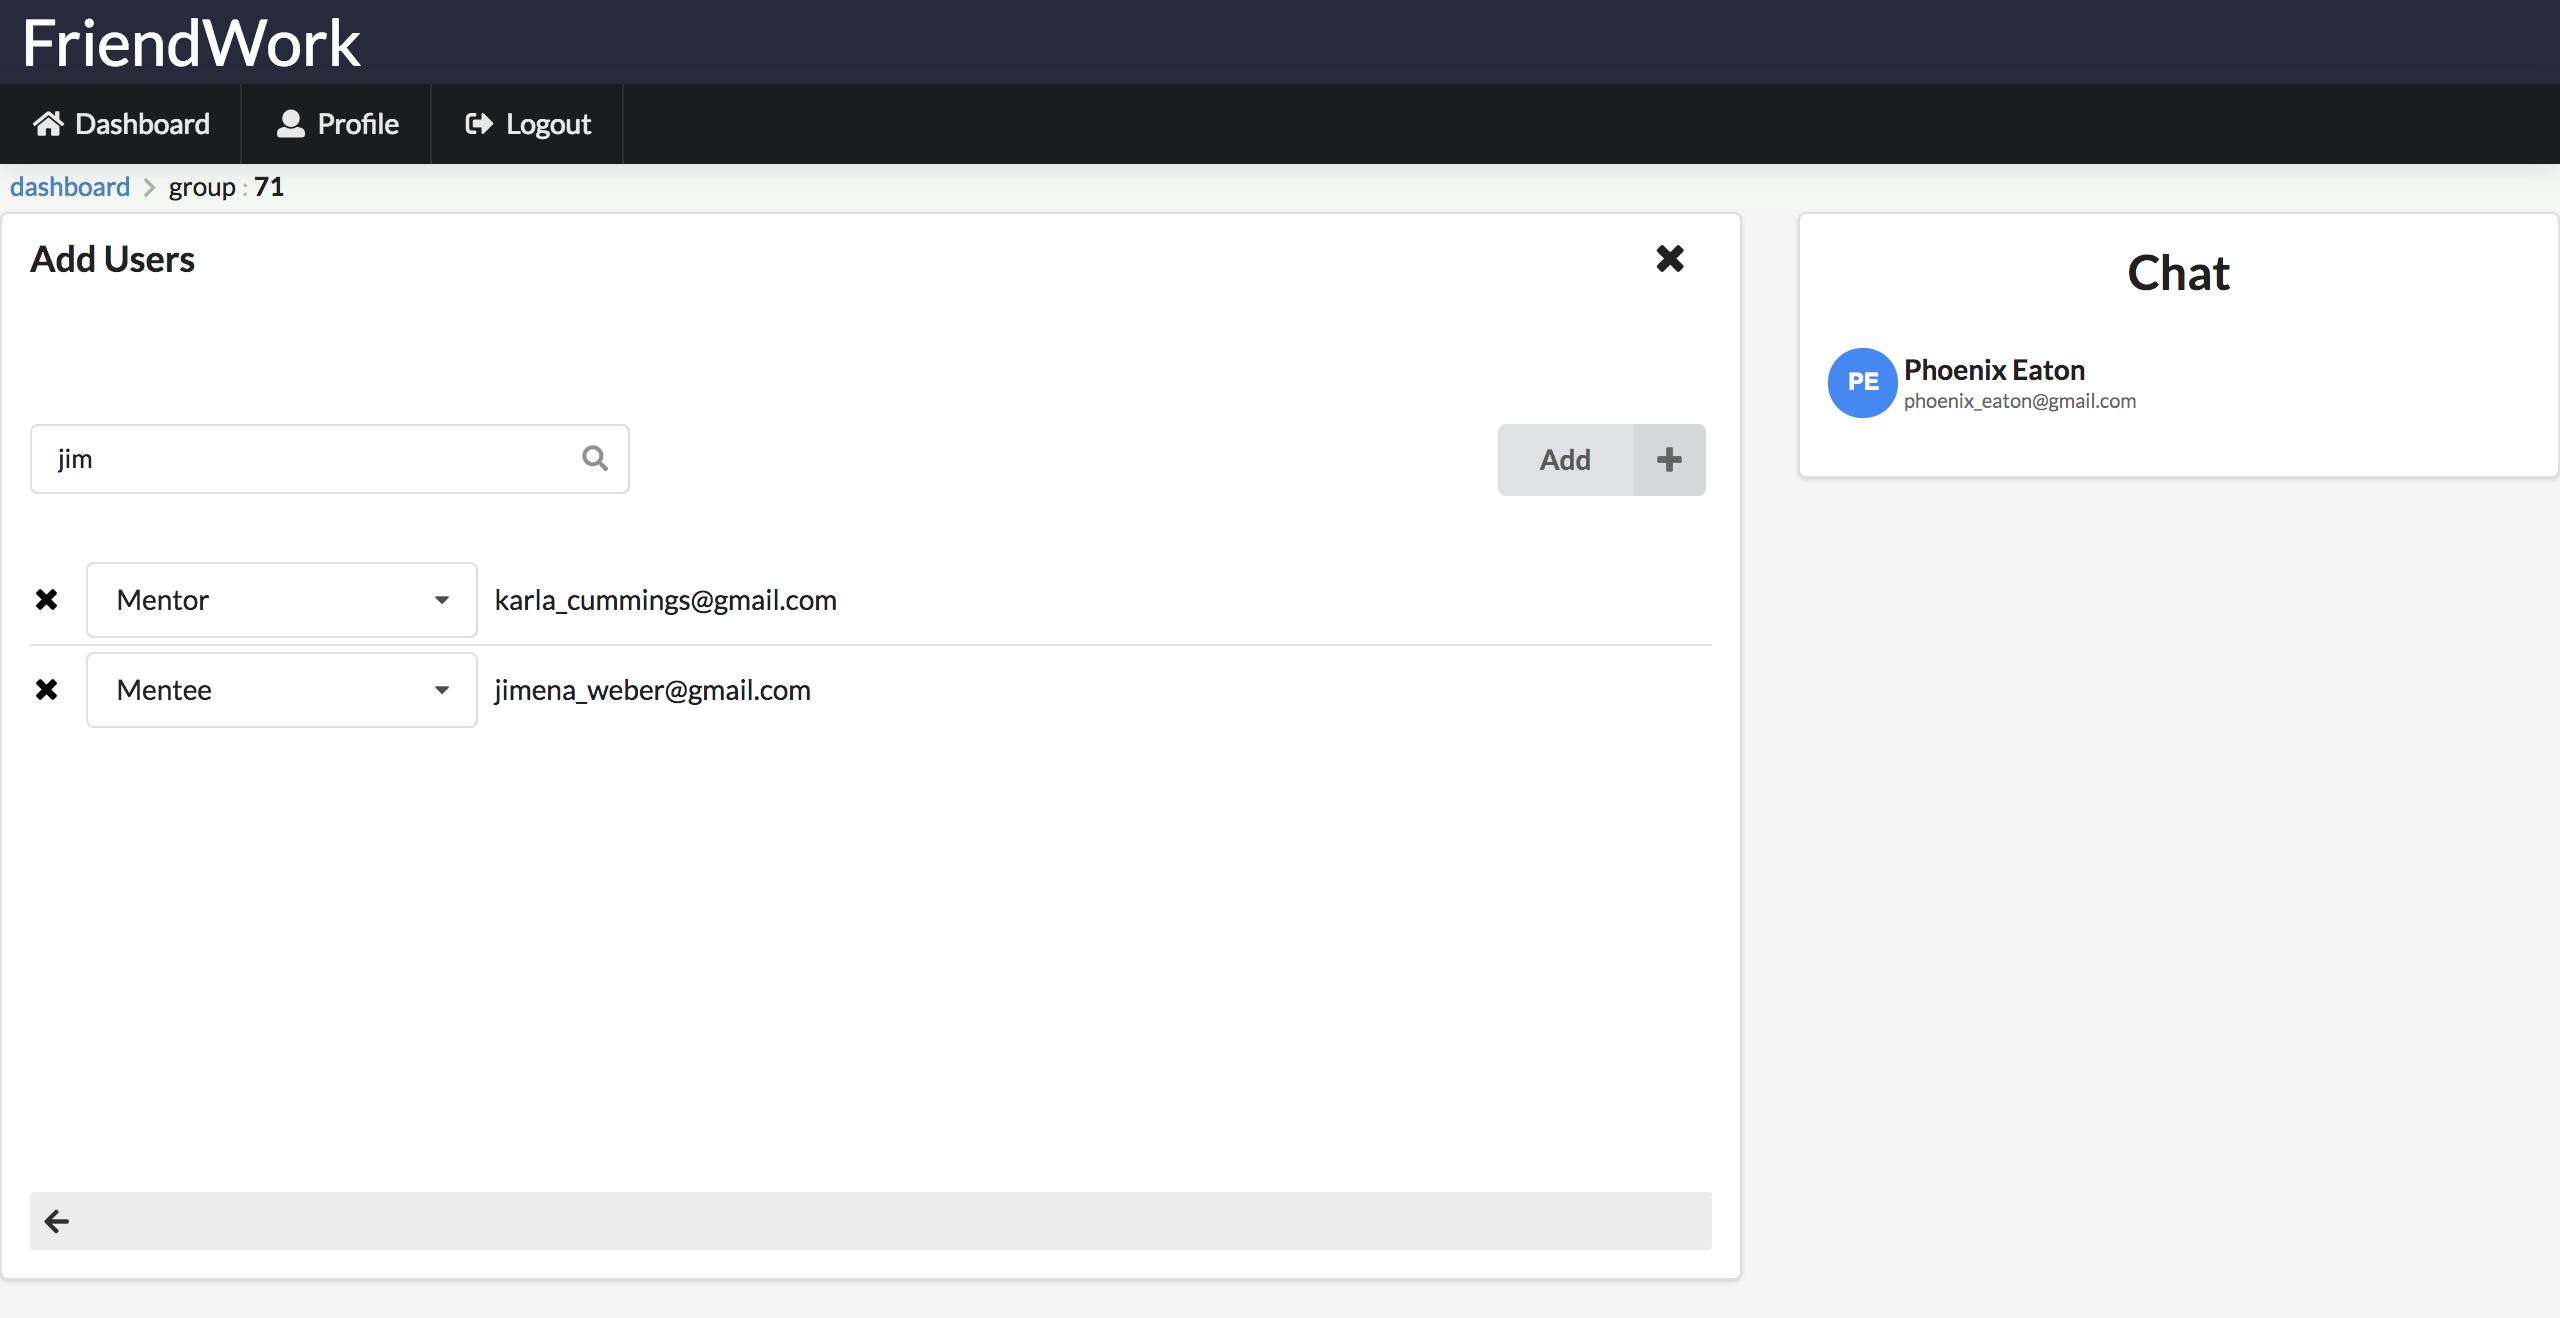 FriendWork
Dashboard Profile Logout
dashboard > group : 71
Add Users
jim
Add
Mentor karla_cummings@gmail.com
Mentee jimena_weber@gmail.com
Chat
PE Phoenix Eaton
phoenix_eaton@gmail.com